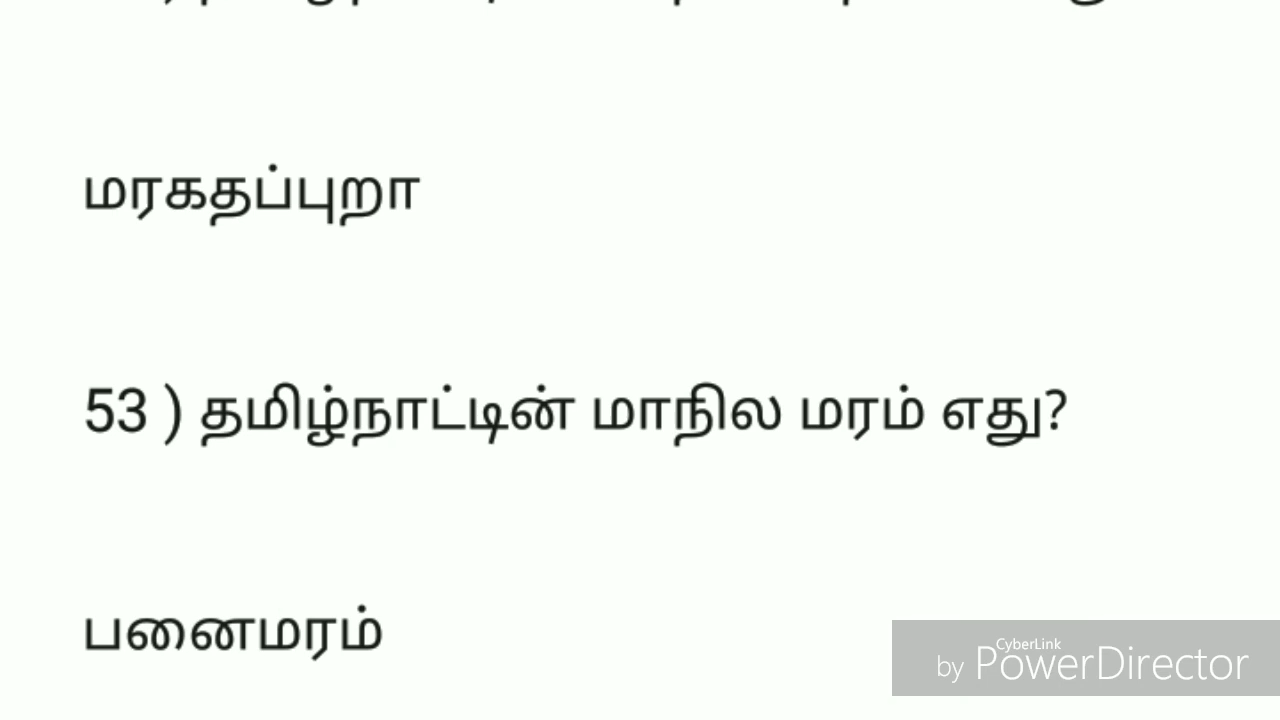 மரகதப்புறா
53 ) தமிழ்நாட்டின் மாநில மரம் எது?
பனைமரம்
CyberLink
by PowerDirector